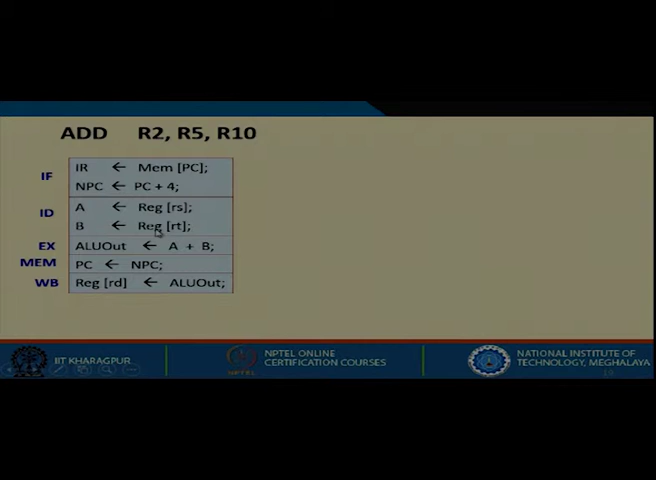 ADD R2, R5, R10
IF
IR ← Mem [PC];
NPC ← PC + 4;
ID
A ← Reg [rs];
B ← Reg [rt];
EX ALUOut ← A + B;
MEM PC ← NPC;
WB Reg [rd] ← ALUOut;
IIT KHARAGPUR
NPTEL
NPTEL ONLINE
CERTIFICATION COURSES
NATIONAL INSTITUTE OF
TECHNOLOGY, MEGHALAYA